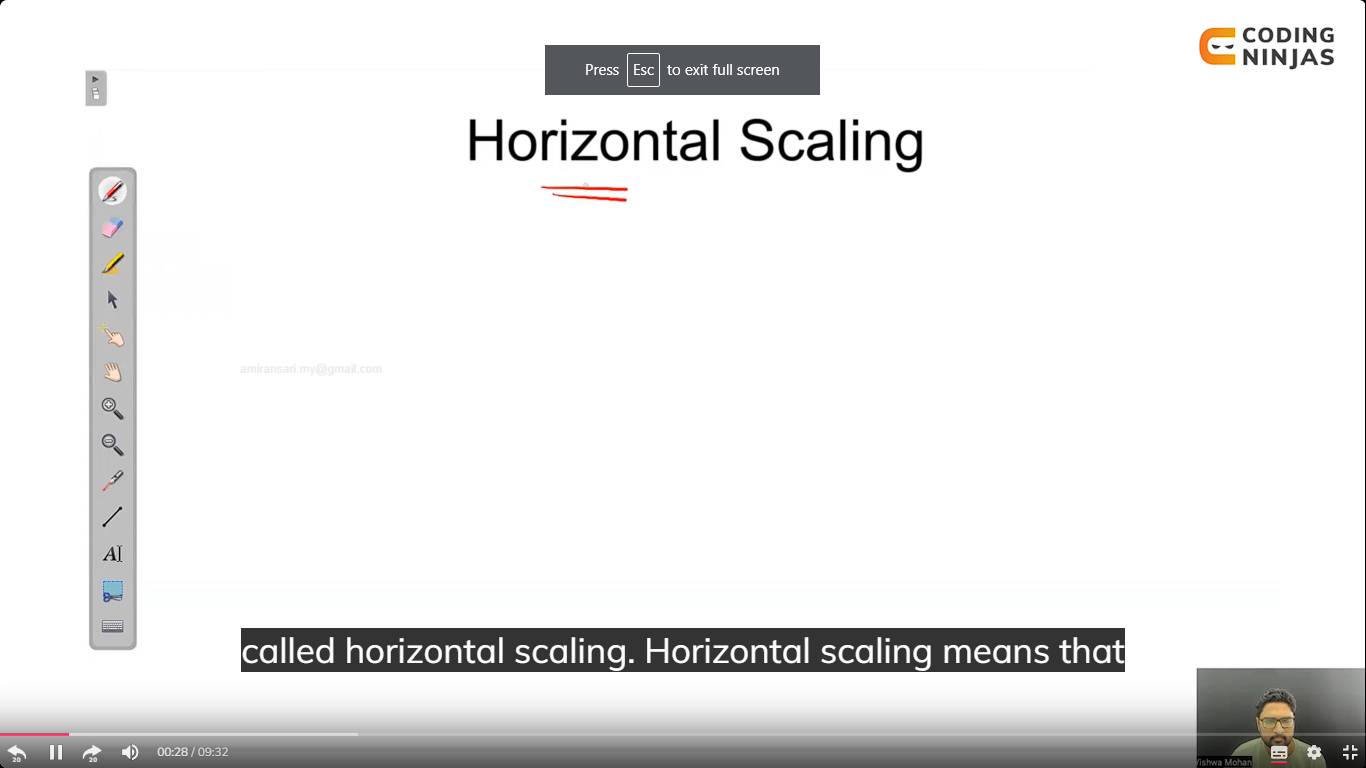 CODING
NINJAS
Press Esc to exit full screen
Horizontal Scaling
amiransari.my@gmail.com
AI
called horizontal scaling. Horizontal scaling means that
20
20
00:28 / 09:32
Vishwa Mohan